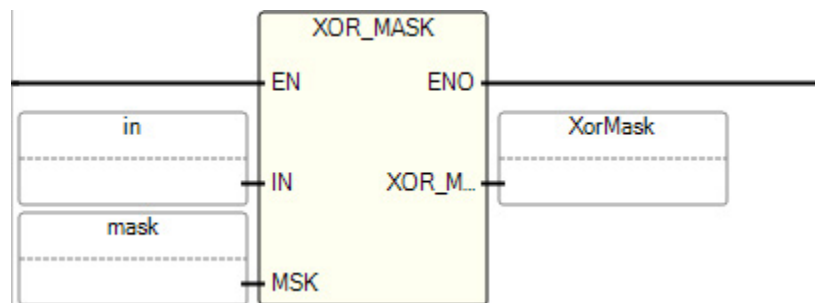 XOR_MASK
EN ENO
in XorMask
IN XOR_M...
mask
MSK